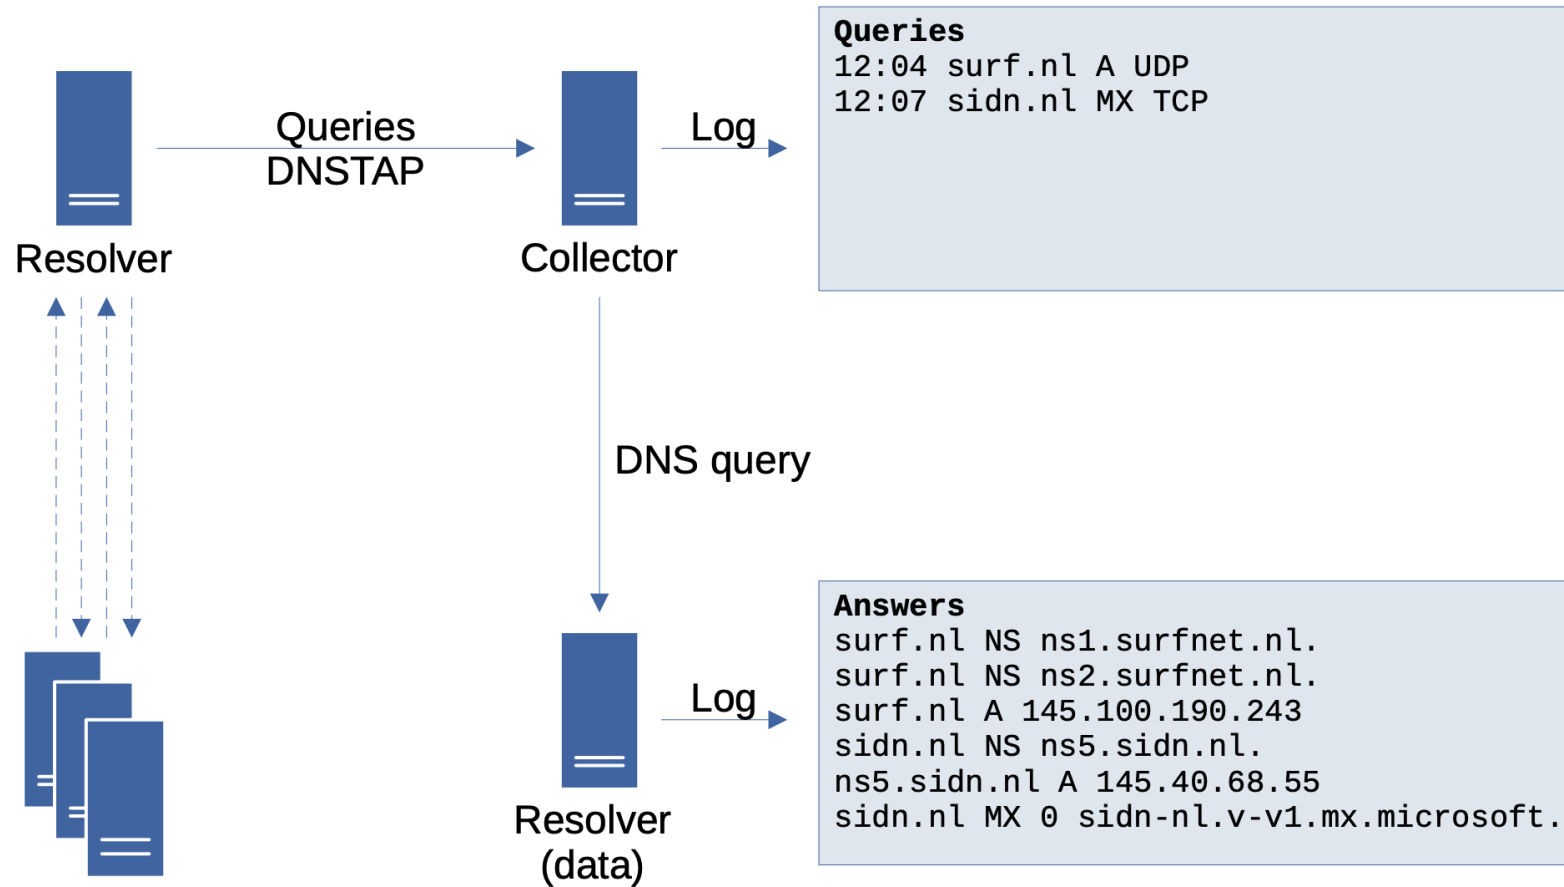 Queries
12:04 surf.nl A UDP
12:07 sidn.nl MX TCP
Queries
DNSTAP
Log
Resolver
Collector
DNS query
Answers
surf.nl NS ns1.surfnet.nl.
surf.nl NS ns2.surfnet.nl.
surf.nl A 145.100.190.243
sidn.nl NS ns5.sidn.nl.
ns5.sidn.nl A 145.40.68.55
sidn.nl MX 0 sidn-nl.v-v1.mx.microsoft.
Log
Resolver
(data)